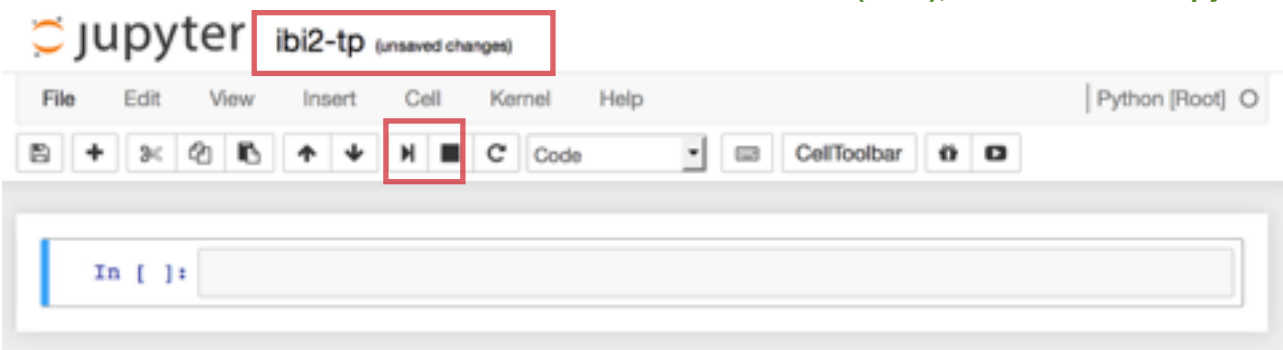 jupyter ibi2-tp (unsaved changes)
File Edit View Insert Cell Kernel Help Python [Root]
Code CellToolbar
In [ ]: